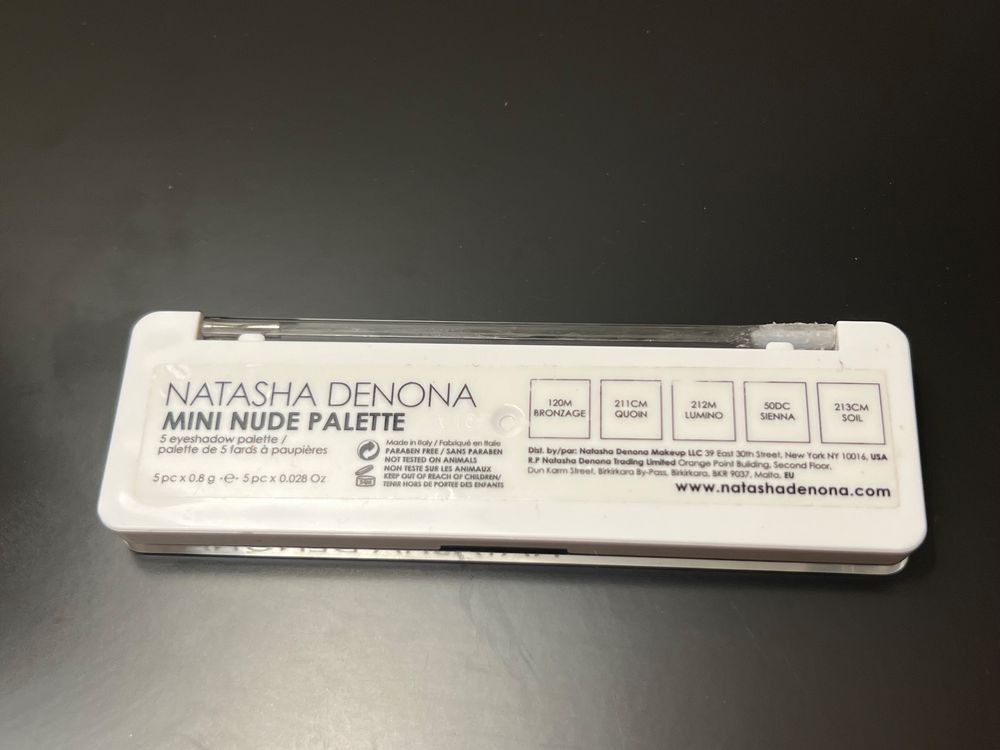 NATASHA DENONA
MINI NUDE PALETTE
5 eyeshadow palette /
palette de 5 fards à paupières
5 pc x 0.8 g -e- 5 pc x 0.028 Oz
Made in Italy / Fabriqué en Italie
PARABEN FREE / SANS PARABEN
NOT TESTED ON ANIMALS
NON TESTE SUR LES ANIMAUX
KEEP OUT OF REACH OF CHILDREN/
TENIR HORS DE PORTÉE DES ENFANTS
24M
120M
BRONZAGE
211CM
QUOIN
212M
LUMINO
50DC
SIENNA
213CM
SOIL
Dist. by/par: Natasha Denona Makeup LLC 39 East 30th Street, New York NY 10016, USA
R.P Natasha Denona Trading Limited Orange Point Building, Second Floor,
Dun Karm Street, Birkirkara By-Pass, Birkirkara, BKR 9037, Malta, EU
www.natashadenona.com